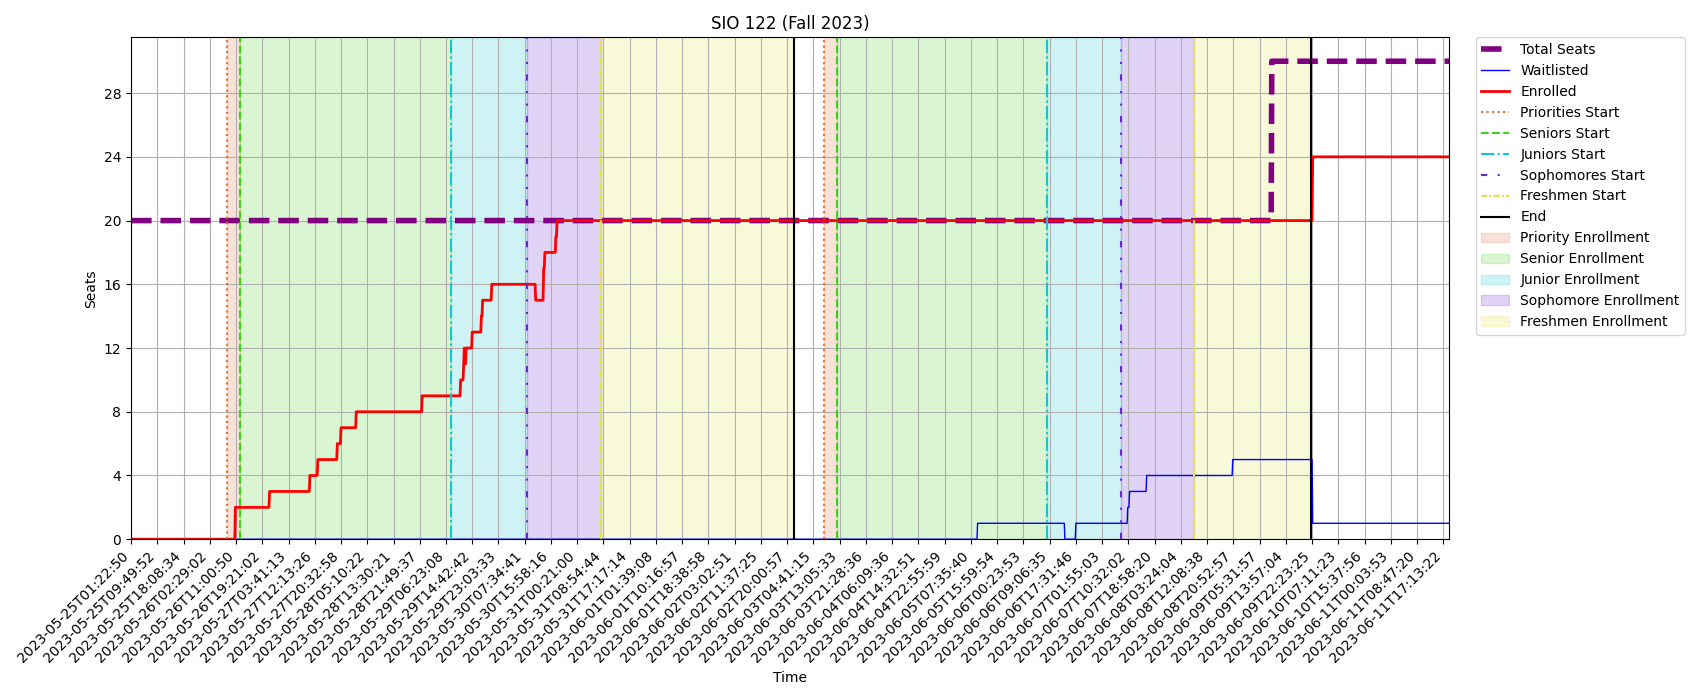 SIO 122 (Fall 2023)
Seats
28
24
20
16
12
8
4
0
2023-05-25T01:22:50
2023-05-25T09:49:52
2023-05-25T18:08:34
2023-05-26T02:29:02
2023-05-26T11:00:50
2023-05-26T19:21:02
2023-05-27T03:41:13
2023-05-27T12:13:26
2023-05-27T20:32:58
2023-05-28T05:10:22
2023-05-28T13:30:21
2023-05-28T21:49:37
2023-05-29T06:23:08
2023-05-29T14:42:42
2023-05-29T23:03:33
2023-05-30T07:34:41
2023-05-30T15:58:16
2023-05-31T00:21:00
2023-05-31T08:54:44
2023-05-31T17:17:14
2023-06-01T01:39:08
2023-06-01T10:16:57
2023-06-01T18:38:58
2023-06-02T03:02:51
2023-06-02T11:37:25
2023-06-02T20:00:57
2023-06-03T04:41:15
2023-06-03T13:05:33
2023-06-03T21:28:36
2023-06-04T06:09:36
2023-06-04T14:32:51
2023-06-04T22:55:59
2023-06-05T07:35:40
2023-06-05T15:59:54
2023-06-06T00:23:53
2023-06-06T09:06:35
2023-06-06T17:31:46
2023-06-07T01:55:03
2023-06-07T10:32:02
2023-06-07T18:58:20
2023-06-08T03:24:04
2023-06-08T12:08:38
2023-06-08T20:52:57
2023-06-09T05:31:57
2023-06-09T13:57:04
2023-06-09T22:23:25
2023-06-10T07:11:23
2023-06-10T15:37:56
2023-06-11T00:03:53
2023-06-11T08:47:20
2023-06-11T17:13:22
Time
Total Seats
Waitlisted
Enrolled
Priorities Start
Seniors Start
Juniors Start
Sophomores Start
Freshmen Start
End
Priority Enrollment
Senior Enrollment
Junior Enrollment
Sophomore Enrollment
Freshmen Enrollment